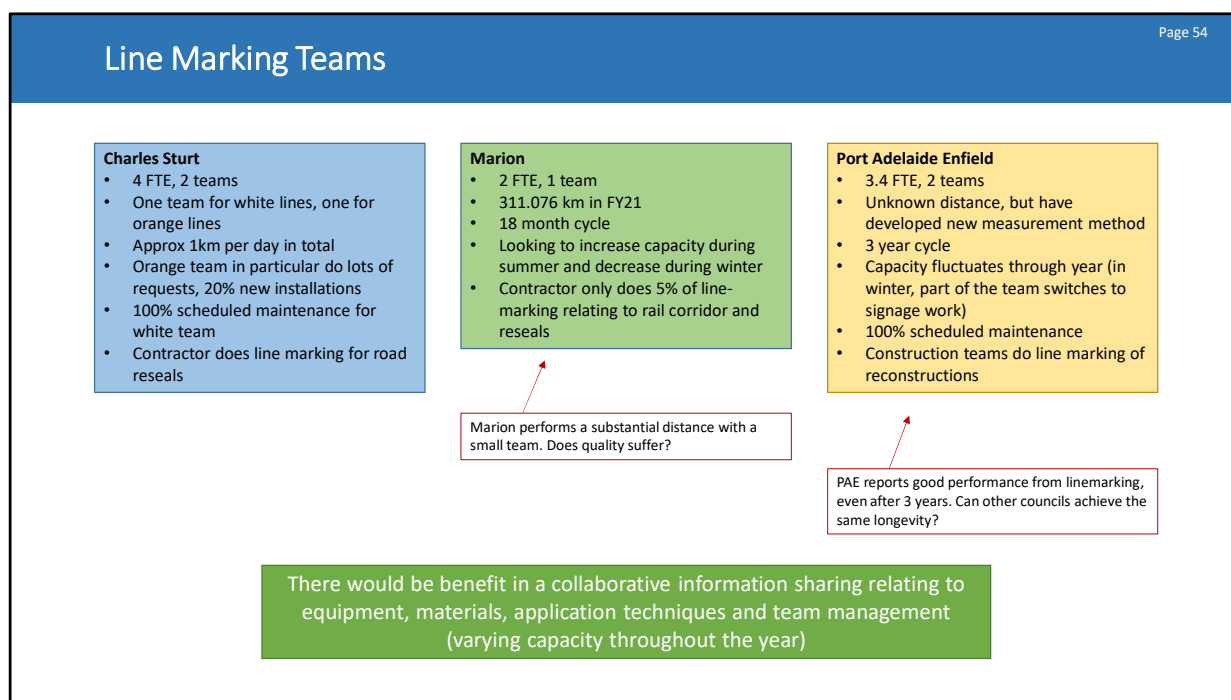 Page 54
Line Marking Teams
Charles Sturt
• 4 FTE, 2 teams
• One team for white lines, one for
orange lines
• Approx 1km per day in total
• Orange team in particular do lots of
requests, 20% new installations
• 100% scheduled maintenance for
white team
• Contractor does line marking for road
reseals
Marion
• 2 FTE, 1 team
• 311.076 km in FY21
• 18 month cycle
• Looking to increase capacity during
summer and decrease during winter
• Contractor only does 5% of line-
marking relating to rail corridor and
reseals
Port Adelaide Enfield
• 3.4 FTE, 2 teams
• Unknown distance, but have
developed new measurement method
• 3 year cycle
• Capacity fluctuates through year (in
winter, part of the team switches to
signage work)
• 100% scheduled maintenance
• Construction teams do line marking of
reconstructions
Marion performs a substantial distance with a
small team. Does quality suffer?
PAE reports good performance from linemarking,
even after 3 years. Can other councils achieve the
same longevity?
There would be benefit in a collaborative information sharing relating to
equipment, materials, application techniques and team management
(varying capacity throughout the year)